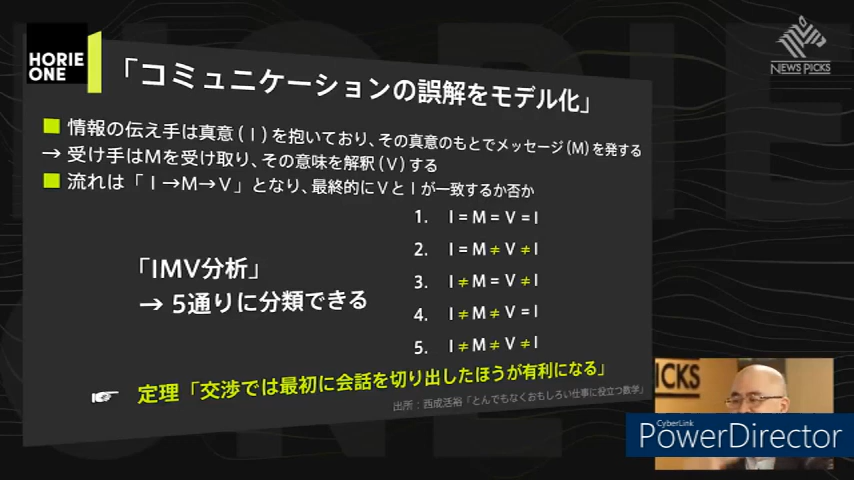 HORIE
ONE
NEWS PICKS
「コミュニケーションの誤解をモデル化」
■ 情報の伝え手は真意(I)を抱いており、その真意のもとでメッセージ(M)を発する
→ 受け手はMを受け取り、その意味を解釈(V)する
■ 流れは「I→M→V」となり、最終的にVとIが一致するか否か
1. I = M = V = I
2. I = M ≠ V ≠ I
3. I ≠ M = V ≠ I
4. I ≠ M ≠ V = I
5. I ≠ M ≠ V ≠ I
「IMV分析」
→ 5通りに分類できる
☞ 定理「交渉では最初に会話を切り出したほうが有利になる」
出所:西成活裕「とんでもなくおもしろい仕事に役立つ数学」
ICKS
CyberLink
PowerDirector